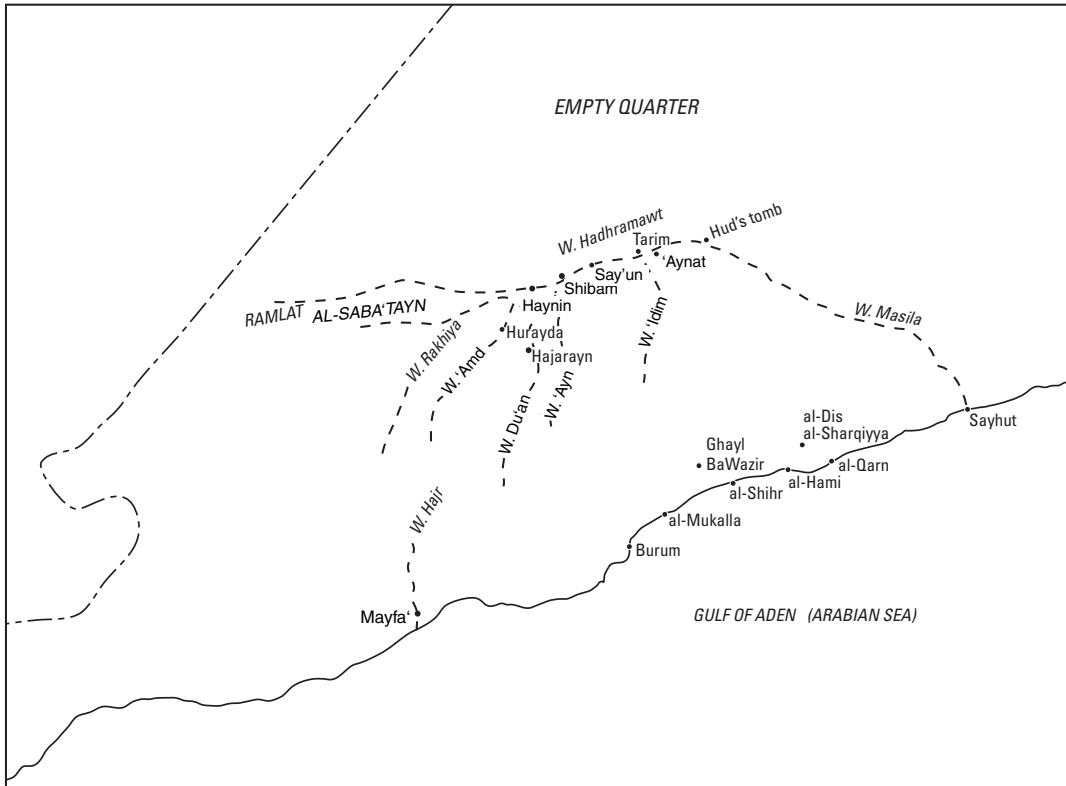 EMPTY QUARTER
Hud's tomb
W. Hadhramawt
Tarim
‘Aynat
Say'un
Shibam
Haynin
RAMLAT AL-SABA‘TAYN
W. Masila
W. ‘Idim
W. Rakhiya
Hurayda
W. ‘Amd
Hajarayn
W. ‘Ayn
W. Du‘an
Sayhut
al-Dis
al-Sharqiyya
Ghayl
BaWazir
al-Qarn
al-Hami
al-Shihr
al-Mukalla
W. Hajr
Burum
Mayfa‘
GULF OF ADEN (ARABIAN SEA)